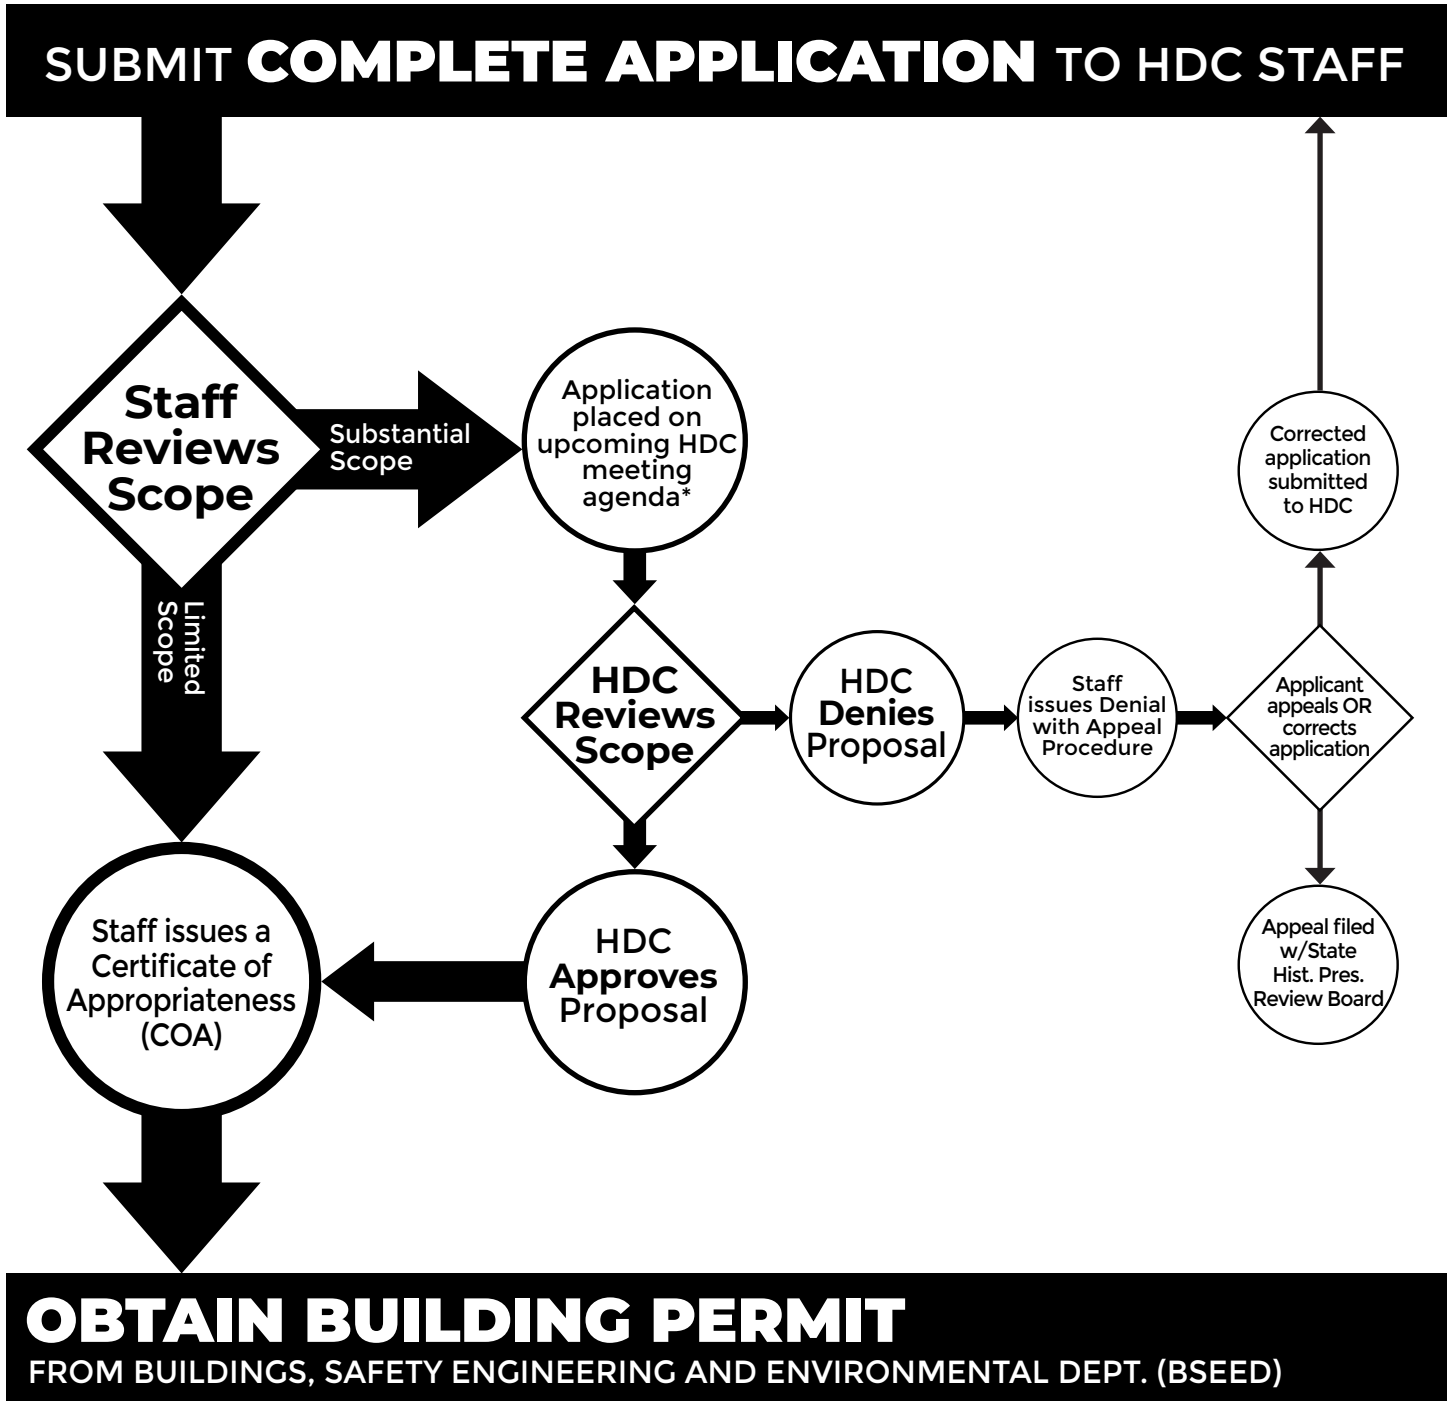 SUBMIT COMPLETE APPLICATION TO HDC STAFF
Staff
Reviews
Scope
Substantial
Scope
Application
placed on
upcoming HDC
meeting
agenda*
Limited
Scope
HDC
Reviews
Scope
HDC
Denies
Proposal
Staff
issues Denial
with Appeal
Procedure
Applicant
appeals OR
corrects
application
Corrected
application
submitted
to HDC
Appeal filed
w/State
Hist. Pres.
Review Board
HDC
Approves
Proposal
Staff issues a
Certificate of
Appropriateness
(COA)
OBTAIN BUILDING PERMIT
FROM BUILDINGS, SAFETY ENGINEERING AND ENVIRONMENTAL DEPT. (BSEED)